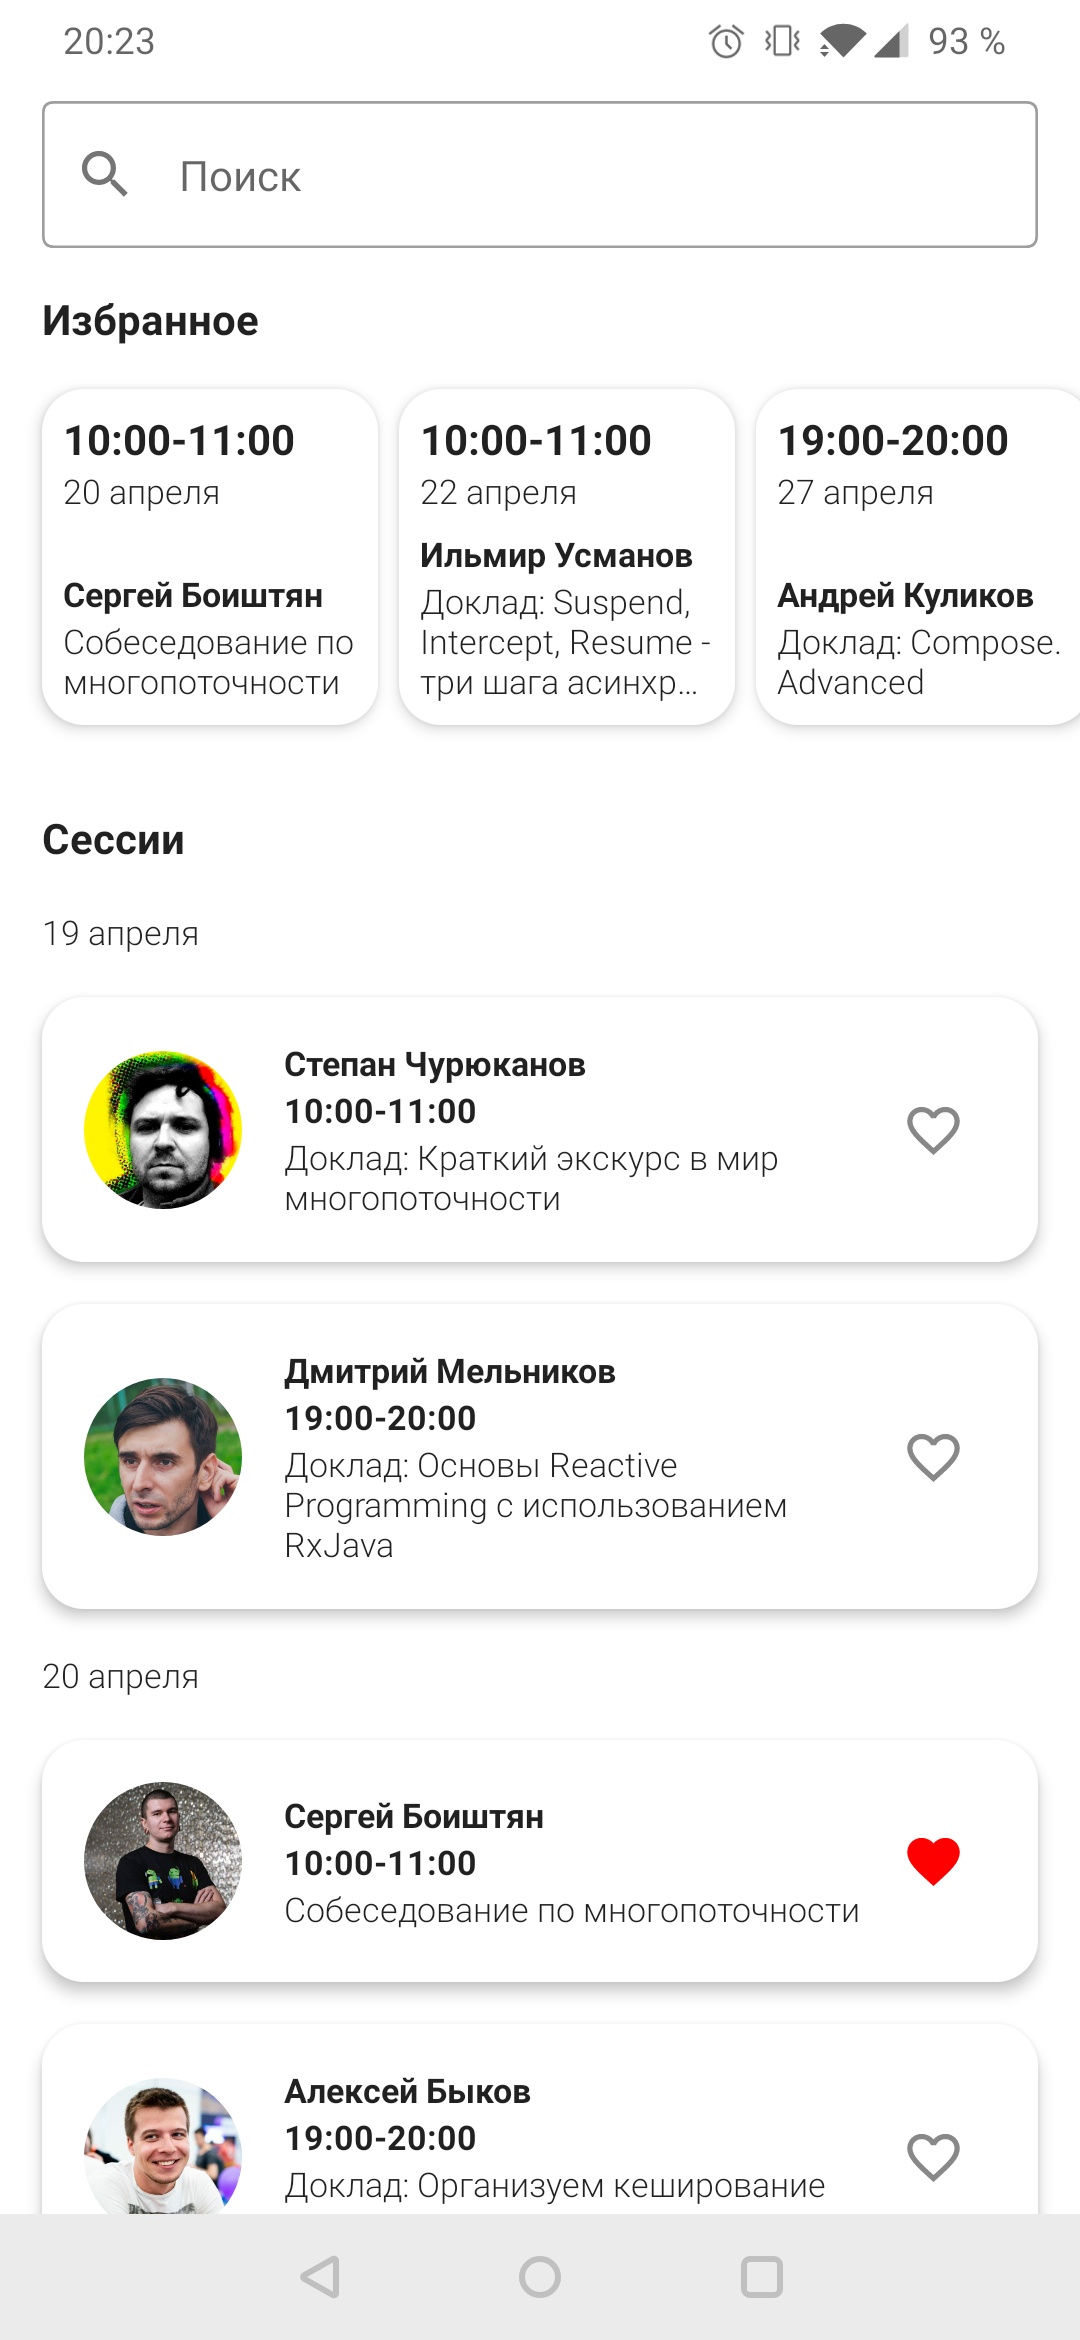 20:23
93 %
Поиск
Избранное
10:00-11:00
20 апреля
Сергей Боиштян
Собеседование по
многопоточности
10:00-11:00
22 апреля
Ильмир Усманов
Доклад: Suspend,
Intercept, Resume -
три шага асинхр...
19:00-20:00
27 апреля
Андрей Куликов
Доклад: Compose.
Advanced
Сессии
19 апреля
Степан Чурюканов
10:00-11:00
Доклад: Краткий экскурс в мир
многопоточности
Дмитрий Мельников
19:00-20:00
Доклад: Основы Reactive
Programming с использованием
RxJava
20 апреля
Сергей Боиштян
10:00-11:00
Собеседование по многопоточности
Алексей Быков
19:00-20:00
Доклад: Организуем кеширование